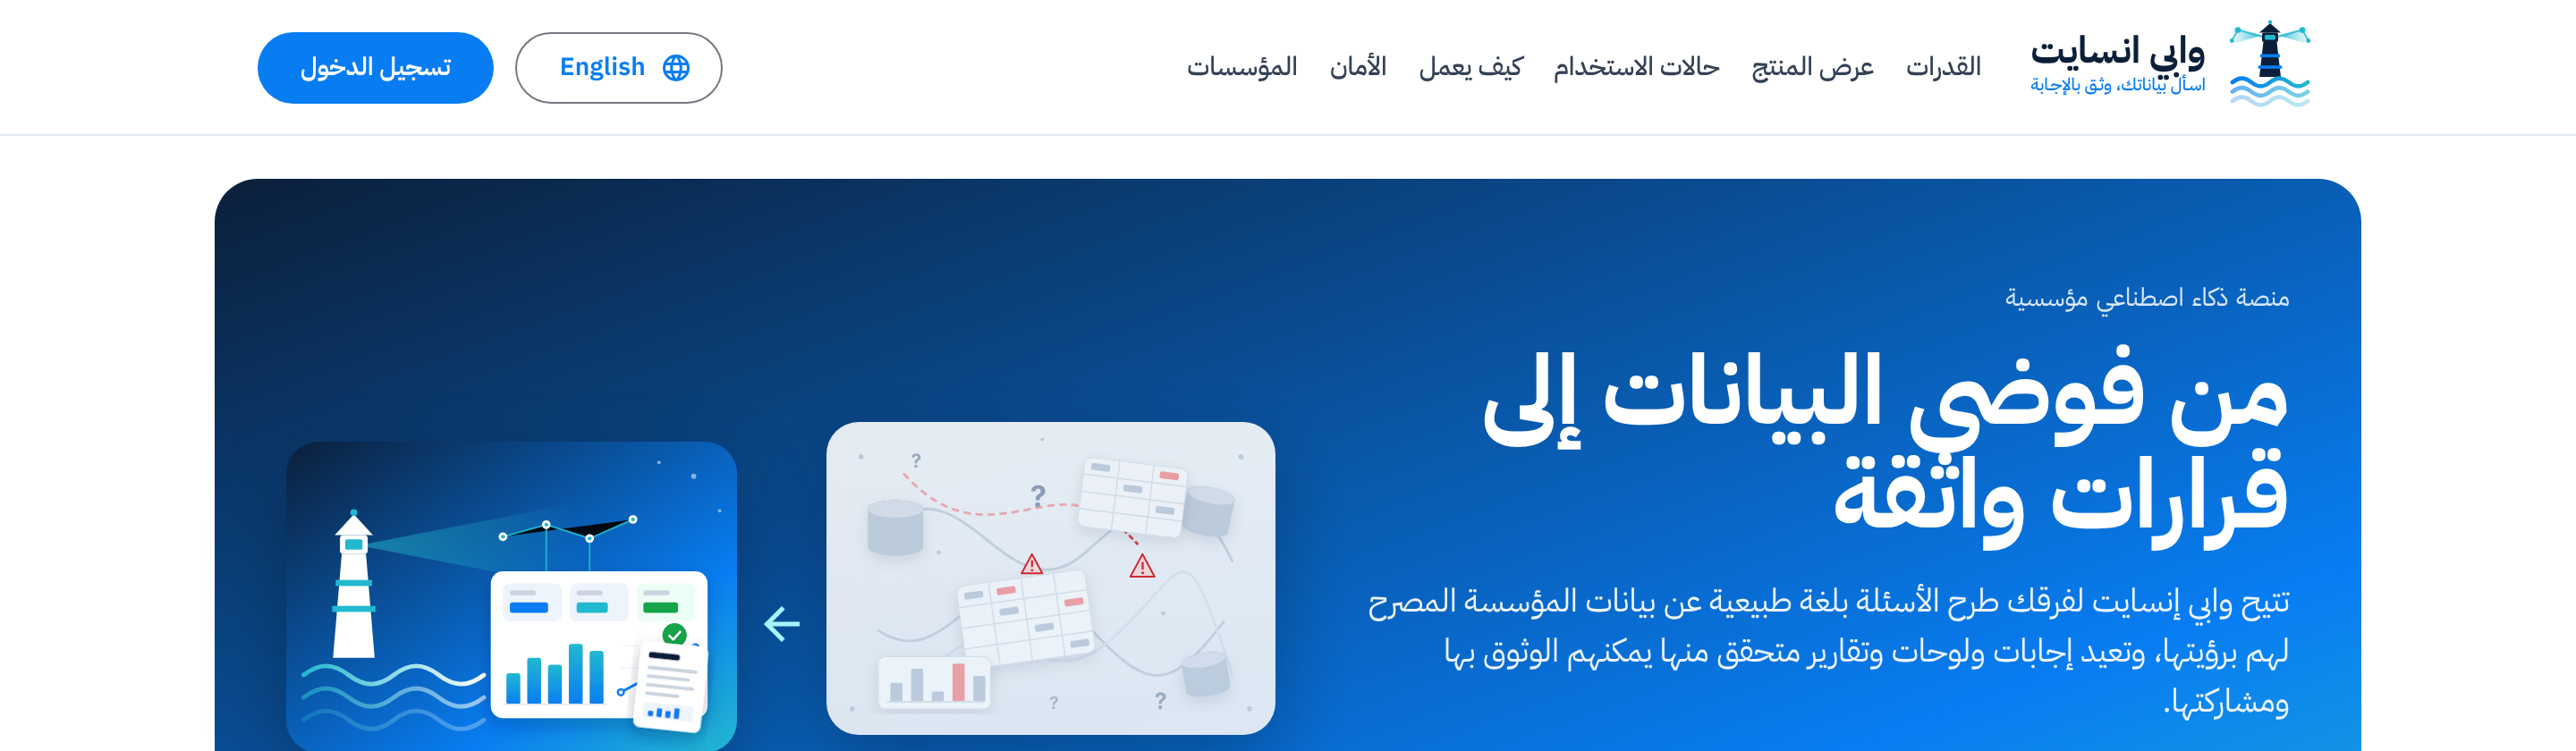 وابي انسايت
اسأل بياناتك، وثق بالإجابة
القدرات
عرض المنتج
حالات الاستخدام
كيف يعمل
الأمان
المؤسسات
English
تسجيل الدخول
منصة ذكاء اصطناعي مؤسسية
من فوضى البيانات إلى
قرارات واثقة
تتيح وابي إنسايت لفرقك طرح الأسئلة بلغة طبيعية عن بيانات المؤسسة المصرح
لهم برؤيتها، وتعيد إجابات ولوحات وتقارير متحقق منها يمكنهم الوثوق بها
ومشاركتها.
?
?
?
?